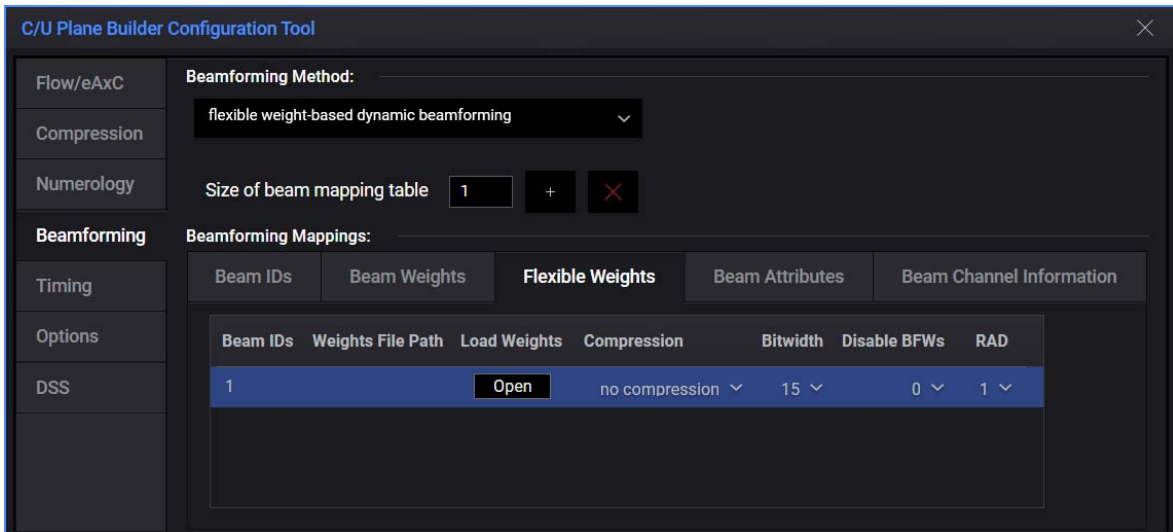 C/U Plane Builder Configuration Tool
Flow/eAxC
Compression
Numerology
Beamforming
Timing
Options
DSS
Beamforming Method:
flexible weight-based dynamic beamforming
Size of beam mapping table 1 +
Beamforming Mappings:
Beam IDs Beam Weights Flexible Weights Beam Attributes Beam Channel Information
Beam IDs Weights File Path Load Weights Compression Bitwidth Disable BFWs RAD
1 Open no compression 15 0 1